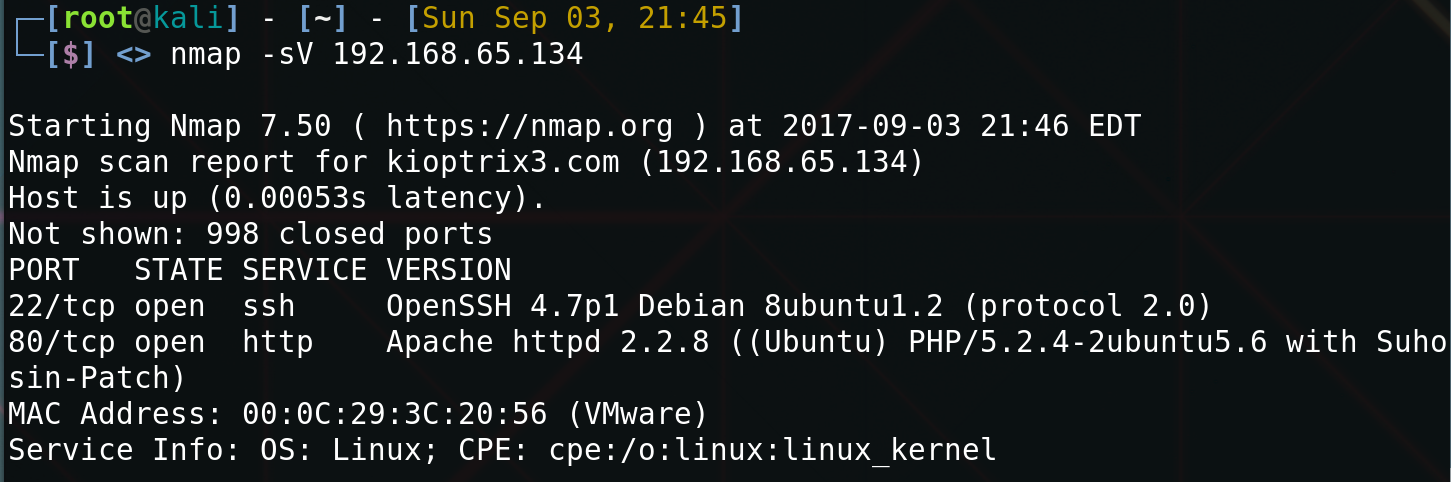 [root@kali] - [~] - [Sun Sep 03, 21:45]
[$] <> nmap -sV 192.168.65.134
Starting Nmap 7.50 ( https://nmap.org ) at 2017-09-03 21:46 EDT
Nmap scan report for kioptrix3.com (192.168.65.134)
Host is up (0.00053s latency).
Not shown: 998 closed ports
PORT   STATE SERVICE VERSION
22/tcp open  ssh     OpenSSH 4.7p1 Debian 8ubuntu1.2 (protocol 2.0)
80/tcp open  http    Apache httpd 2.2.8 ((Ubuntu) PHP/5.2.4-2ubuntu5.6 with Suho
sin-Patch)
MAC Address: 00:0C:29:3C:20:56 (VMware)
Service Info: OS: Linux; CPE: cpe:/o:linux:linux_kernel